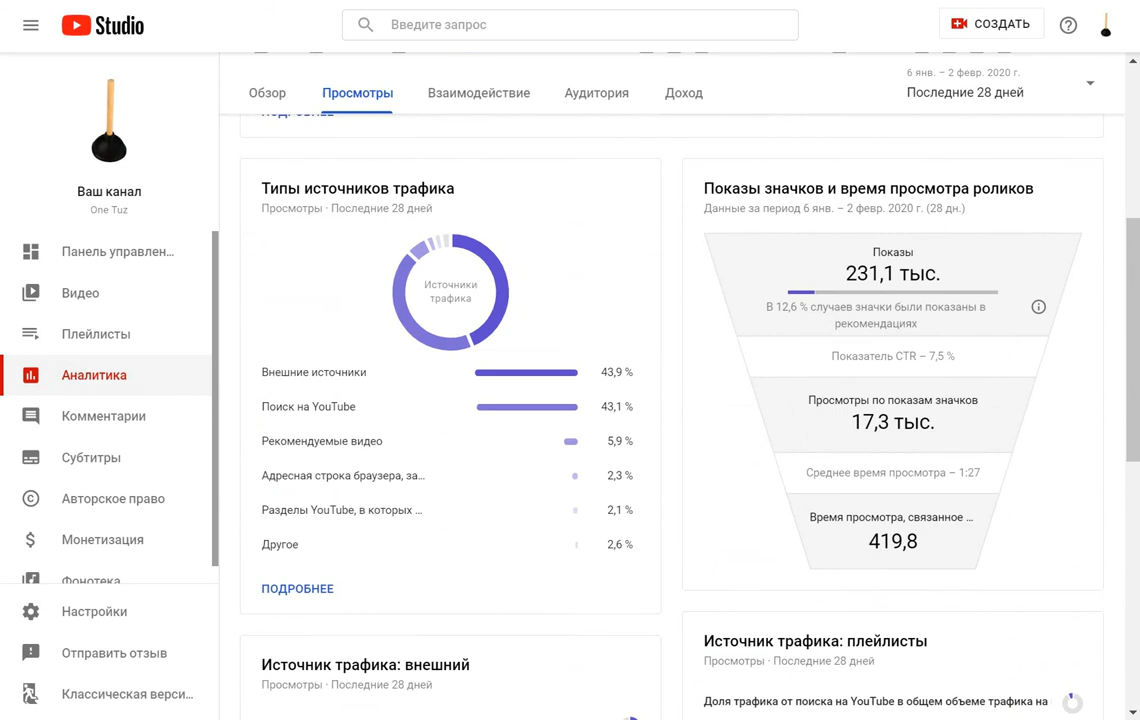 Studio
Введите запрос
СОЗДАТЬ
Ваш канал
One Tuz
Панель управлен...
Видео
Плейлисты
Аналитика
Комментарии
Субтитры
Авторское право
Монетизация
Фонотека
Настройки
Отправить отзыв
Классическая верси...
Обзор
Просмотры
Взаимодействие
Аудитория
Доход
6 янв. – 2 февр. 2020 г.
Последние 28 дней
ПОДРОБНЕЕ
Типы источников трафика
Просмотры · Последние 28 дней
Источники
трафика
Внешние источники 43,9 %
Поиск на YouTube 43,1 %
Рекомендуемые видео 5,9 %
Адресная строка браузера, за... 2,3 %
Разделы YouTube, в которых ... 2,1 %
Другое 2,6 %
ПОДРОБНЕЕ
Показы значков и время просмотра роликов
Данные за период 6 янв. – 2 февр. 2020 г. (28 дн.)
Показы
231,1 тыс.
В 12,6 % случаев значки были показаны в
рекомендациях
Показатель CTR – 7,5 %
Просмотры по показам значков
17,3 тыс.
Среднее время просмотра – 1:27
Время просмотра, связанное ...
419,8
Источник трафика: внешний
Просмотры · Последние 28 дней
Источник трафика: плейлисты
Просмотры · Последние 28 дней
Доля трафика от поиска на YouTube в общем объеме трафика на